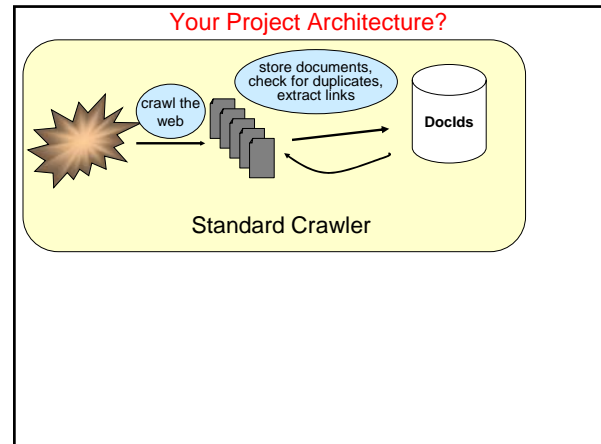 Your Project Architecture?
crawl the
web
store documents,
check for duplicates,
extract links
DocIds
Standard Crawler